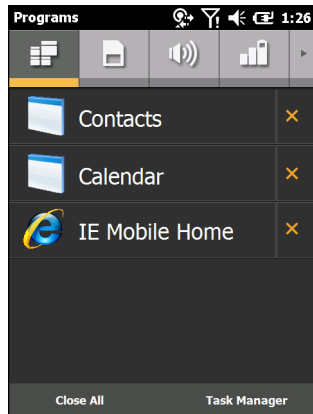 Programs 1:26
Contacts
Calendar
IE Mobile Home
Close All Task Manager